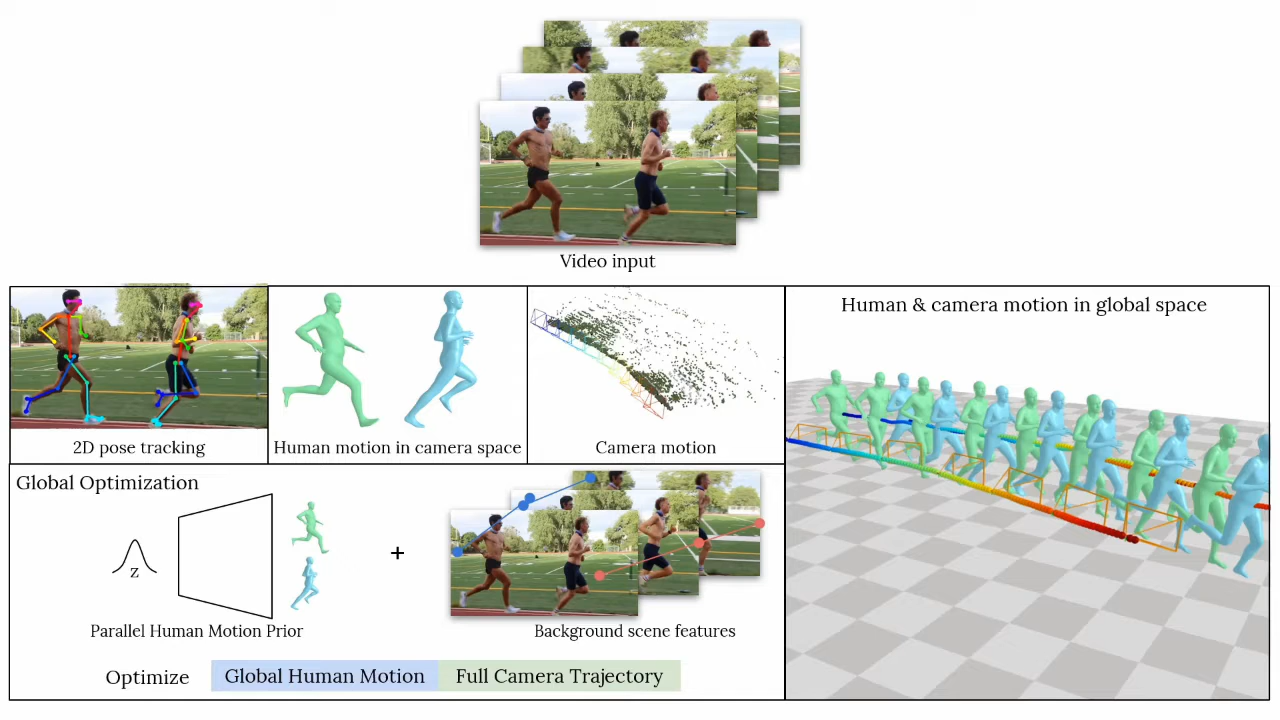 Video input
2D pose tracking
Human motion in camera space
Camera motion
Human & camera motion in global space
Global Optimization
z
+
Parallel Human Motion Prior
Background scene features
Optimize Global Human Motion Full Camera Trajectory